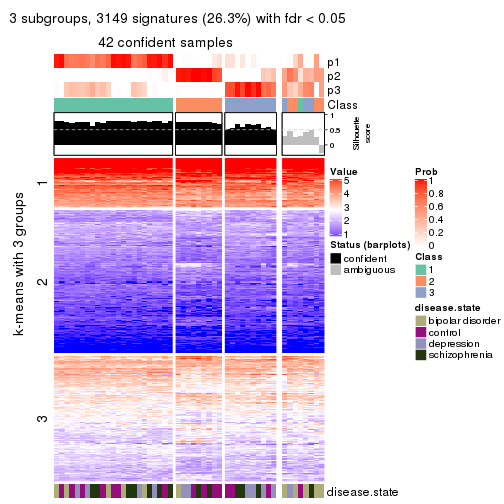 3 subgroups, 3149 signatures (26.3%) with fdr < 0.05
42 confident samples
p1
p2
p3
Class
1
0.5
0
Silhouette
score
k-means with 3 groups
1
2
3
disease.state
Value
5
4
3
2
1
Status (barplots)
confident
ambiguous
Prob
1
0.8
0.6
0.4
0.2
0
Class
1
2
3
disease.state
bipolar disorder
control
depression
schizophrenia